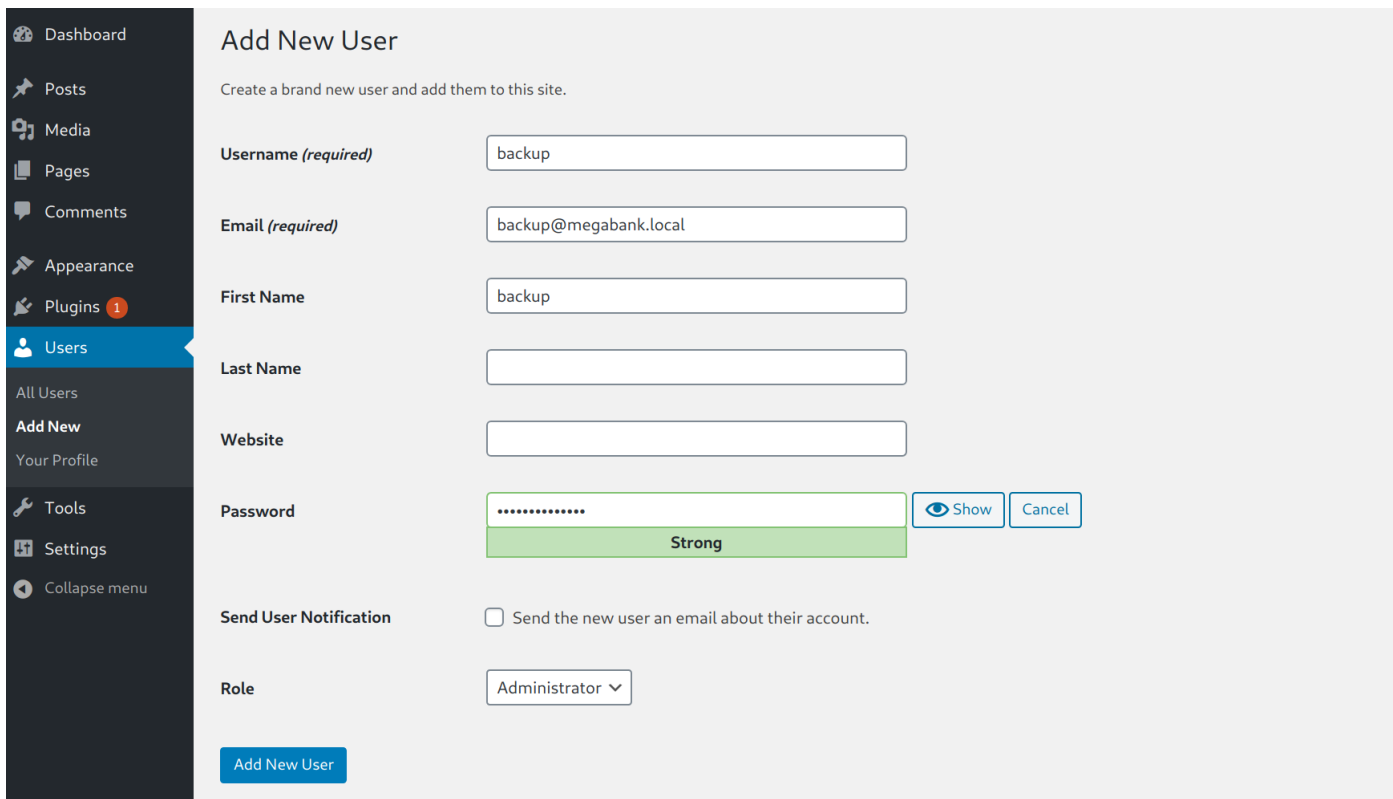 Dashboard
Posts
Media
Pages
Comments
Appearance
Plugins 1
Users
All Users
Add New
Your Profile
Tools
Settings
Collapse menu
Add New User
Create a brand new user and add them to this site.
Username (required) backup
Email (required) backup@megabank.local
First Name backup
Last Name
Website
Password •••••••••••••• Show Cancel
Strong
Send User Notification Send the new user an email about their account.
Role Administrator
Add New User